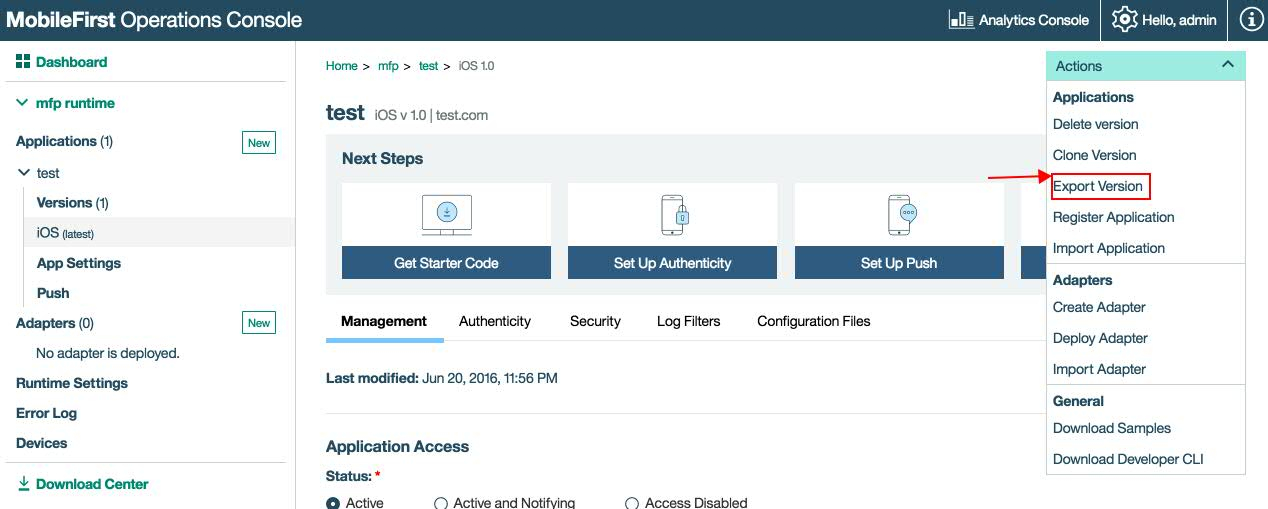 MobileFirst Operations Console
Analytics Console
Hello, admin
Dashboard
mfp runtime
Applications (1)
New
test
Versions (1)
iOS (latest)
App Settings
Push
Adapters (0)
New
No adapter is deployed.
Runtime Settings
Error Log
Devices
Download Center
Home > mfp > test > iOS 1.0
test iOS v 1.0 | test.com
Next Steps
Get Starter Code
Set Up Authenticity
Set Up Push
Management Authenticity Security Log Filters Configuration Files
Last modified: Jun 20, 2016, 11:56 PM
Application Access
Status: *
Active Active and Notifying Access Disabled
Actions
Applications
Delete version
Clone Version
Export Version
Register Application
Import Application
Adapters
Create Adapter
Deploy Adapter
Import Adapter
General
Download Samples
Download Developer CLI